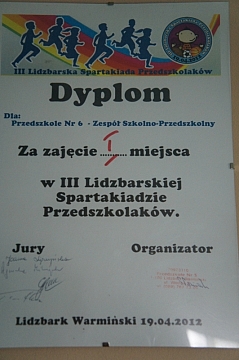 III Lidzbarska Spartakiada Przedszkolaków
Dyplom
Dla:
Przedszkole Nr 6 - Zespół Szkolno-Przedszkolny
Za zajęcie I miejsca
w III Lidzbarskiej
Spartakiadzie
Przedszkolaków.
Jury Organizator
Lidzbark Warmiński 19.04.2012